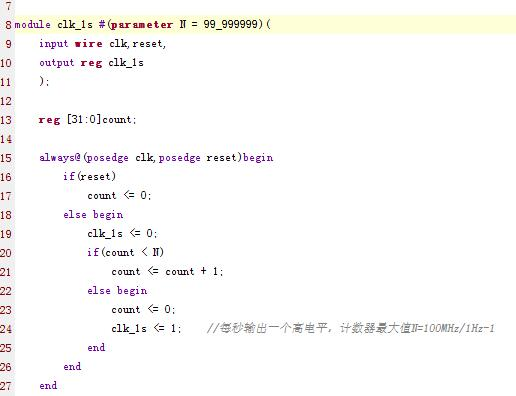 7
8 module clk_1s #(parameter N = 99_999999)(
9 input wire clk,reset,
10 output reg clk_1s
11 );
12
13 reg [31:0]count;
14
15 always@(posedge clk,posedge reset)begin
16 if(reset)
17 count <= 0;
18 else begin
19 clk_1s <= 0;
20 if(count < N)
21 count <= count + 1;
22 else begin
23 count <= 0;
24 clk_1s <= 1; //每秒输出一个高电平，计数器最大值N=100MHz/1Hz-1
25 end
26 end
27 end